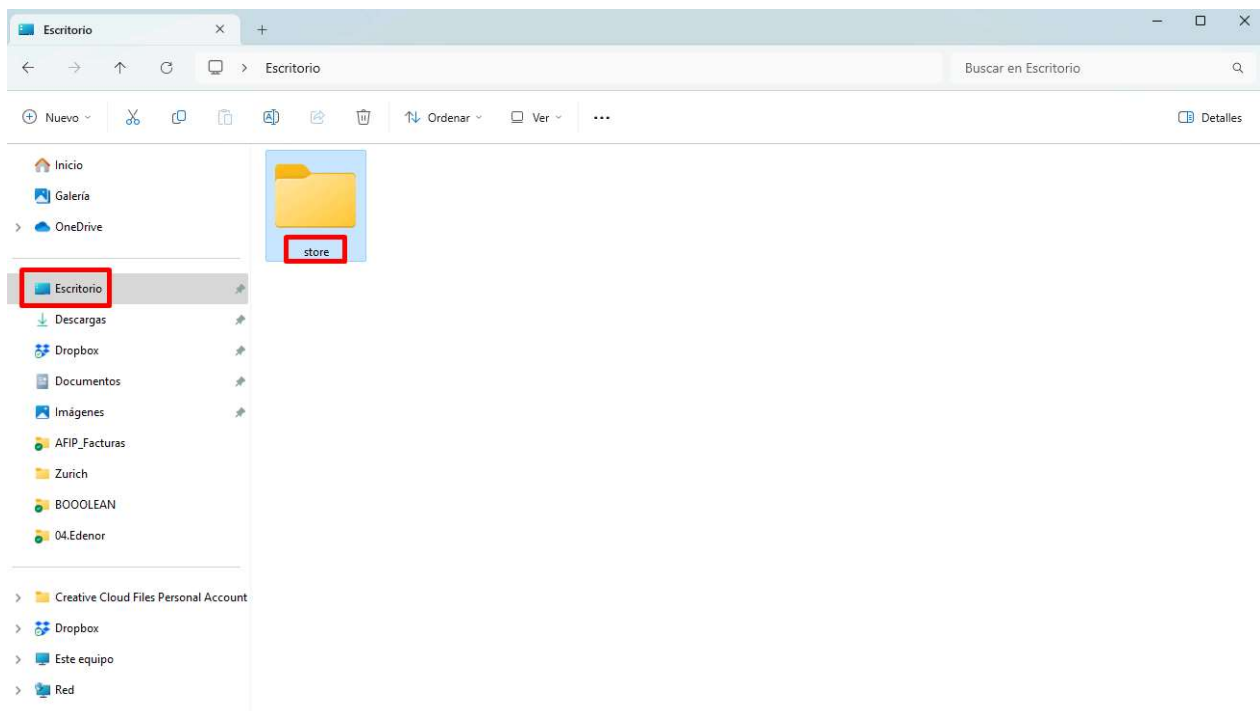 Escritorio
Escritorio
Buscar en Escritorio
Nuevo
Ordenar
Ver
Detalles
Inicio
Galería
OneDrive
Escritorio
Descargas
Dropbox
Documentos
Imágenes
AFIP_Facturas
Zurich
BOOOLEAN
04.Edenor
Creative Cloud Files Personal Account
Dropbox
Este equipo
Red
store